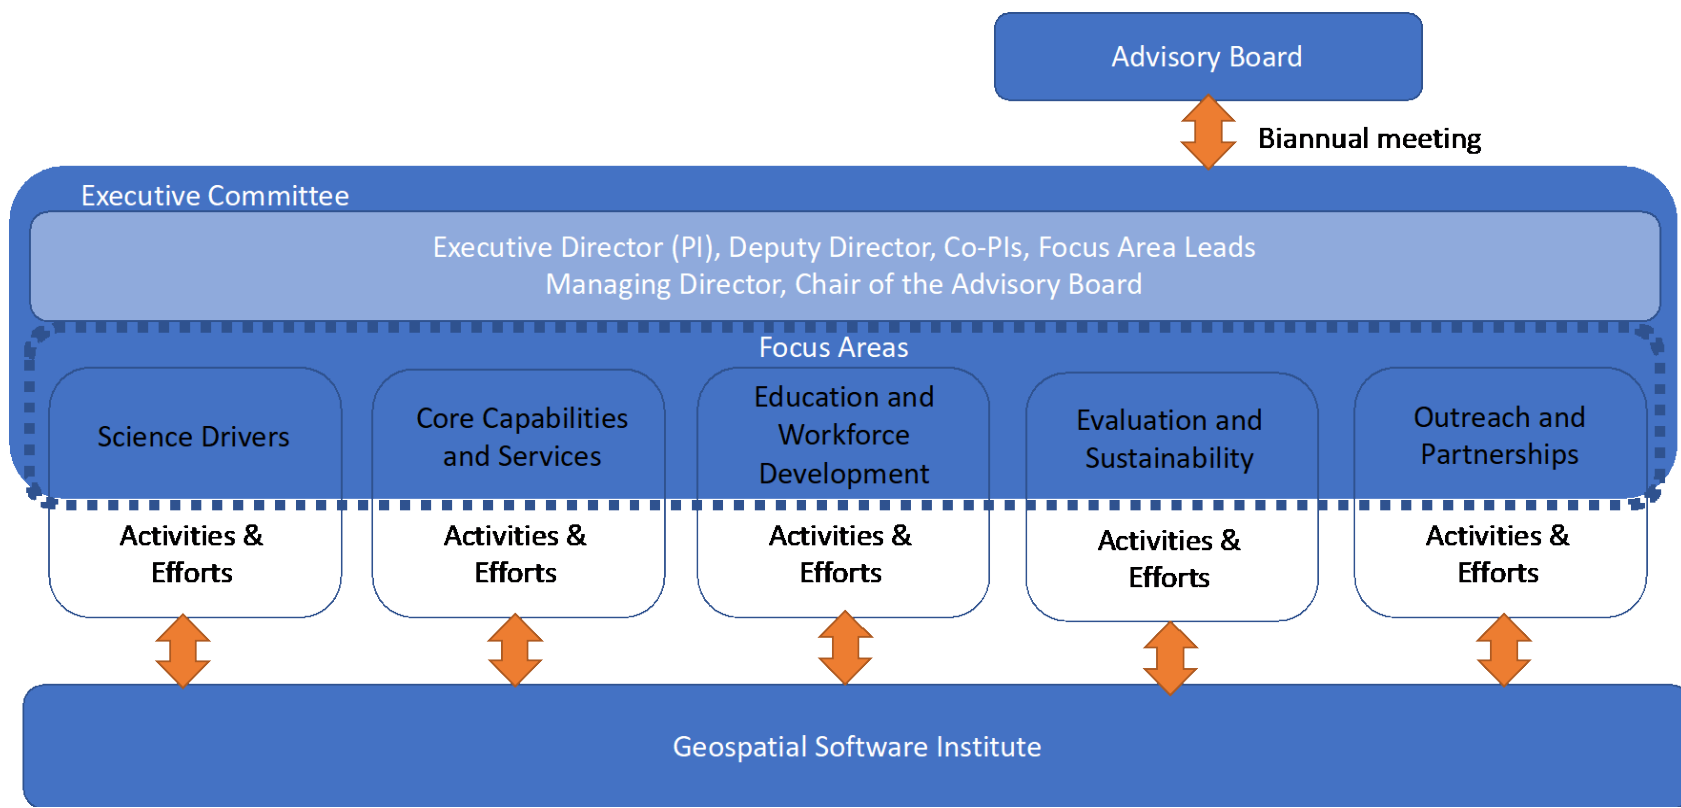 Advisory Board
Biannual meeting
Executive Committee
Executive Director (PI), Deputy Director, Co-PIs, Focus Area Leads
Managing Director, Chair of the Advisory Board
Focus Areas
Science Drivers
Core Capabilities
and Services
Education and
Workforce
Development
Evaluation and
Sustainability
Outreach and
Partnerships
Activities &
Efforts
Activities &
Efforts
Activities &
Efforts
Activities &
Efforts
Activities &
Efforts
Geospatial Software Institute